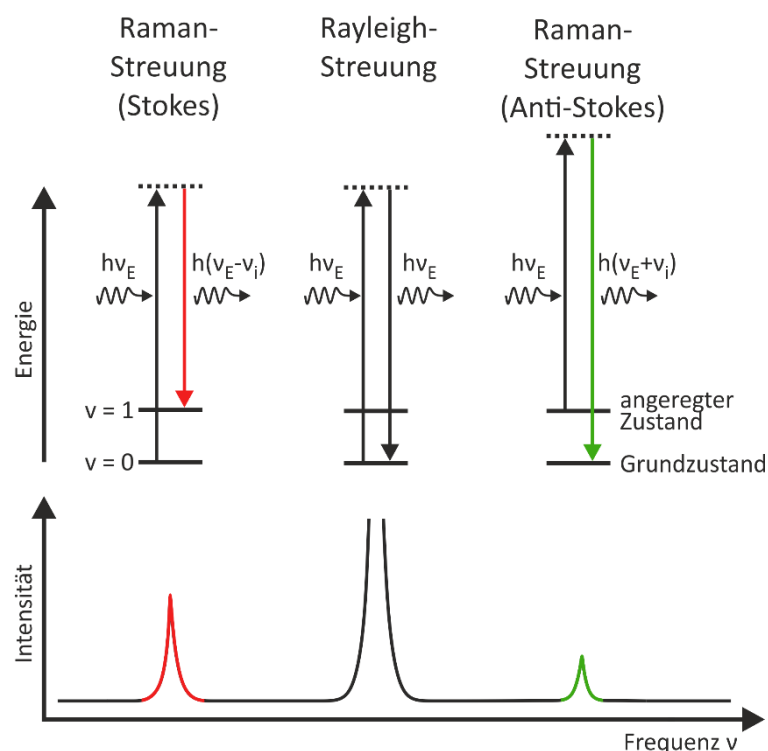 Raman-
Streuung
(Stokes)
Rayleigh-
Streuung
Raman-
Streuung
(Anti-Stokes)
Energie
hν_E
h(ν_E-ν_i)
hν_E
hν_E
hν_E
h(ν_E+ν_i)
v = 1
v = 0
angeregter
Zustand
Grundzustand
Intensität
Frequenz ν